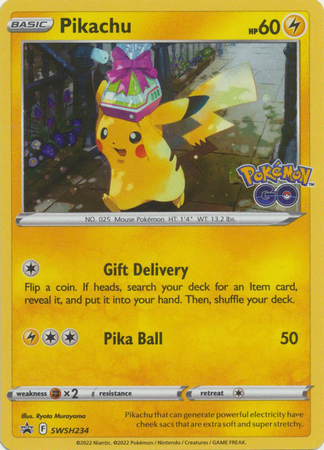 BASIC Pikachu HP 60
Pokémon
GO
NO. 025 Mouse Pokémon HT: 1'4" WT: 13.2 lbs.
Gift Delivery
Flip a coin. If heads, search your deck for an Item card,
reveal it, and put it into your hand. Then, shuffle your deck.
Pika Ball 50
weakness ×2 resistance retreat
Illus. Ryota Murayama
F SWSH234
Pikachu that can generate powerful electricity have
cheek sacs that are extra soft and super stretchy.
©2022 Niantic. ©2022 Pokémon / Nintendo / Creatures / GAME FREAK.